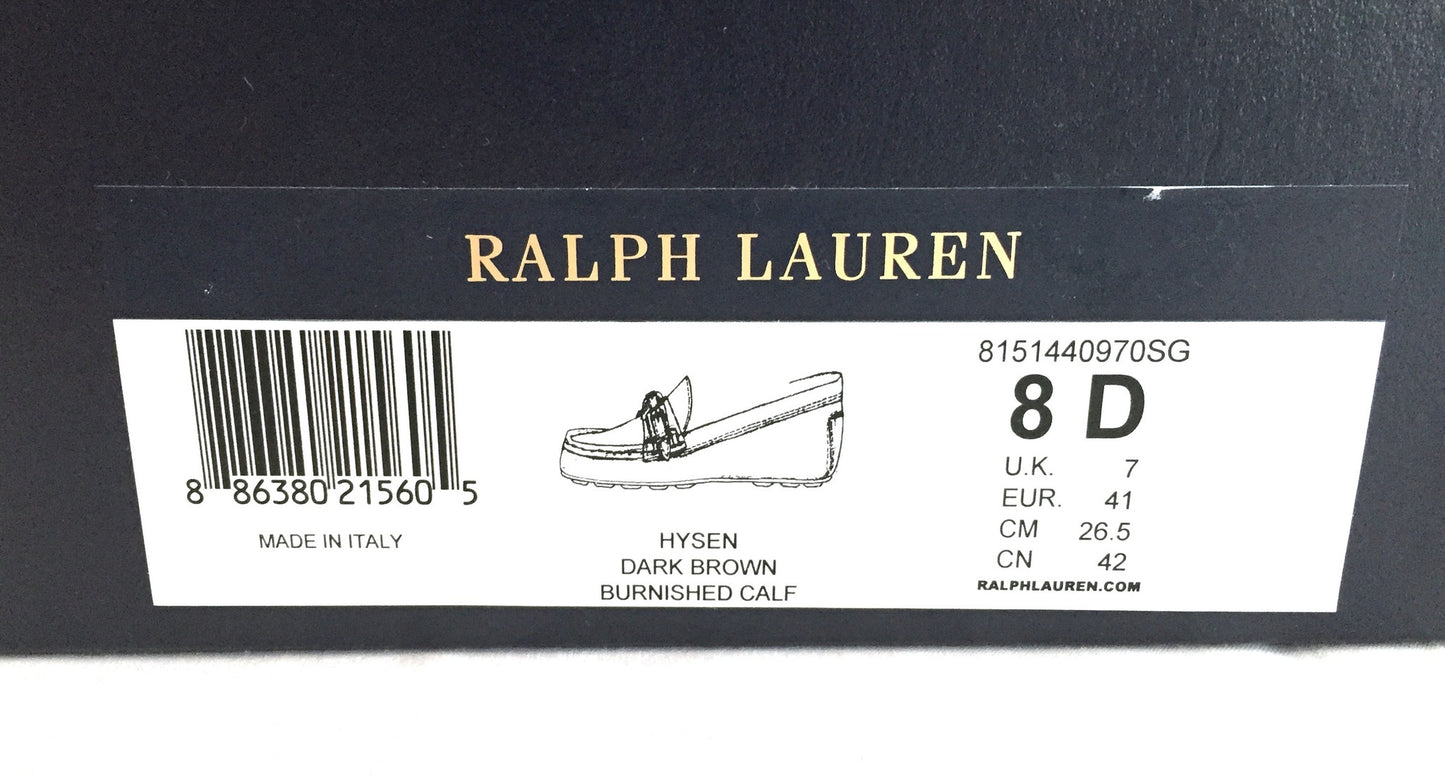 RALPH LAUREN
8 86380 21560 5
MADE IN ITALY
HYSEN
DARK BROWN
BURNISHED CALF
8151440970SG
8 D
U.K. 7
EUR. 41
CM 26.5
CN 42
RALPHLAUREN.COM